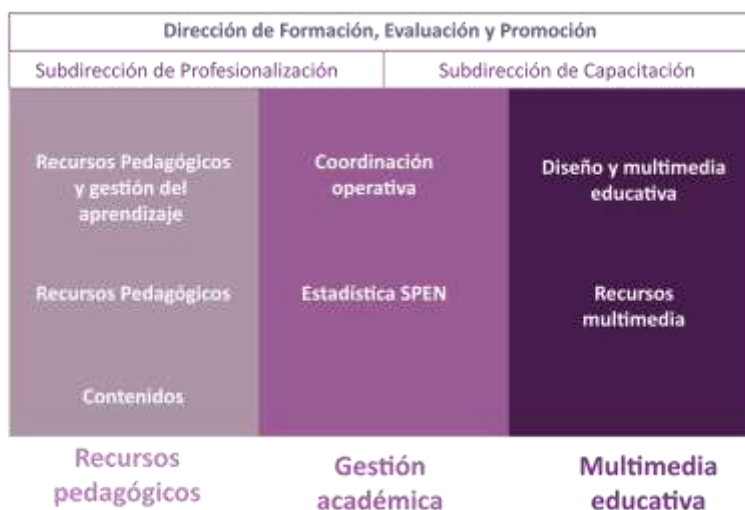 Dirección de Formación, Evaluación y Promoción
Subdirección de Profesionalización
Subdirección de Capacitación
Recursos Pedagógicos
y gestión del
aprendizaje
Coordinación
operativa
Diseño y multimedia
educativa
Recursos Pedagógicos
Estadística SPEN
Recursos
multimedia
Contenidos
Recursos
pedagógicos
Gestión
académica
Multimedia
educativa